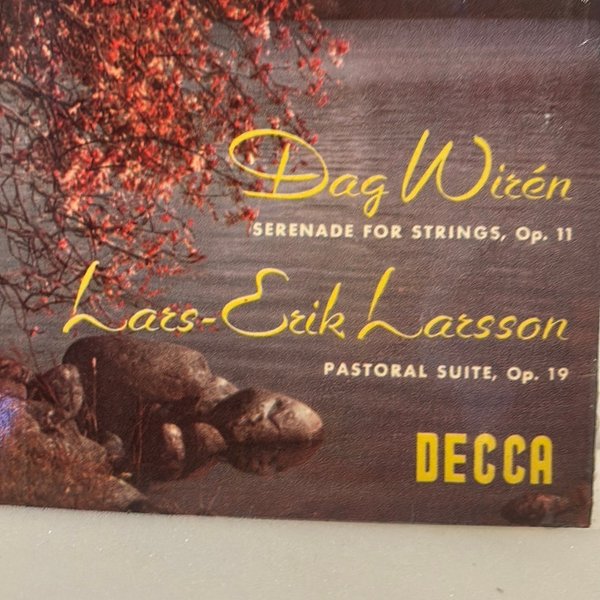 Dag Wirén
SERENADE FOR STRINGS, Op. 11
Lars-Erik Larsson
PASTORAL SUITE, Op. 19
DECCA